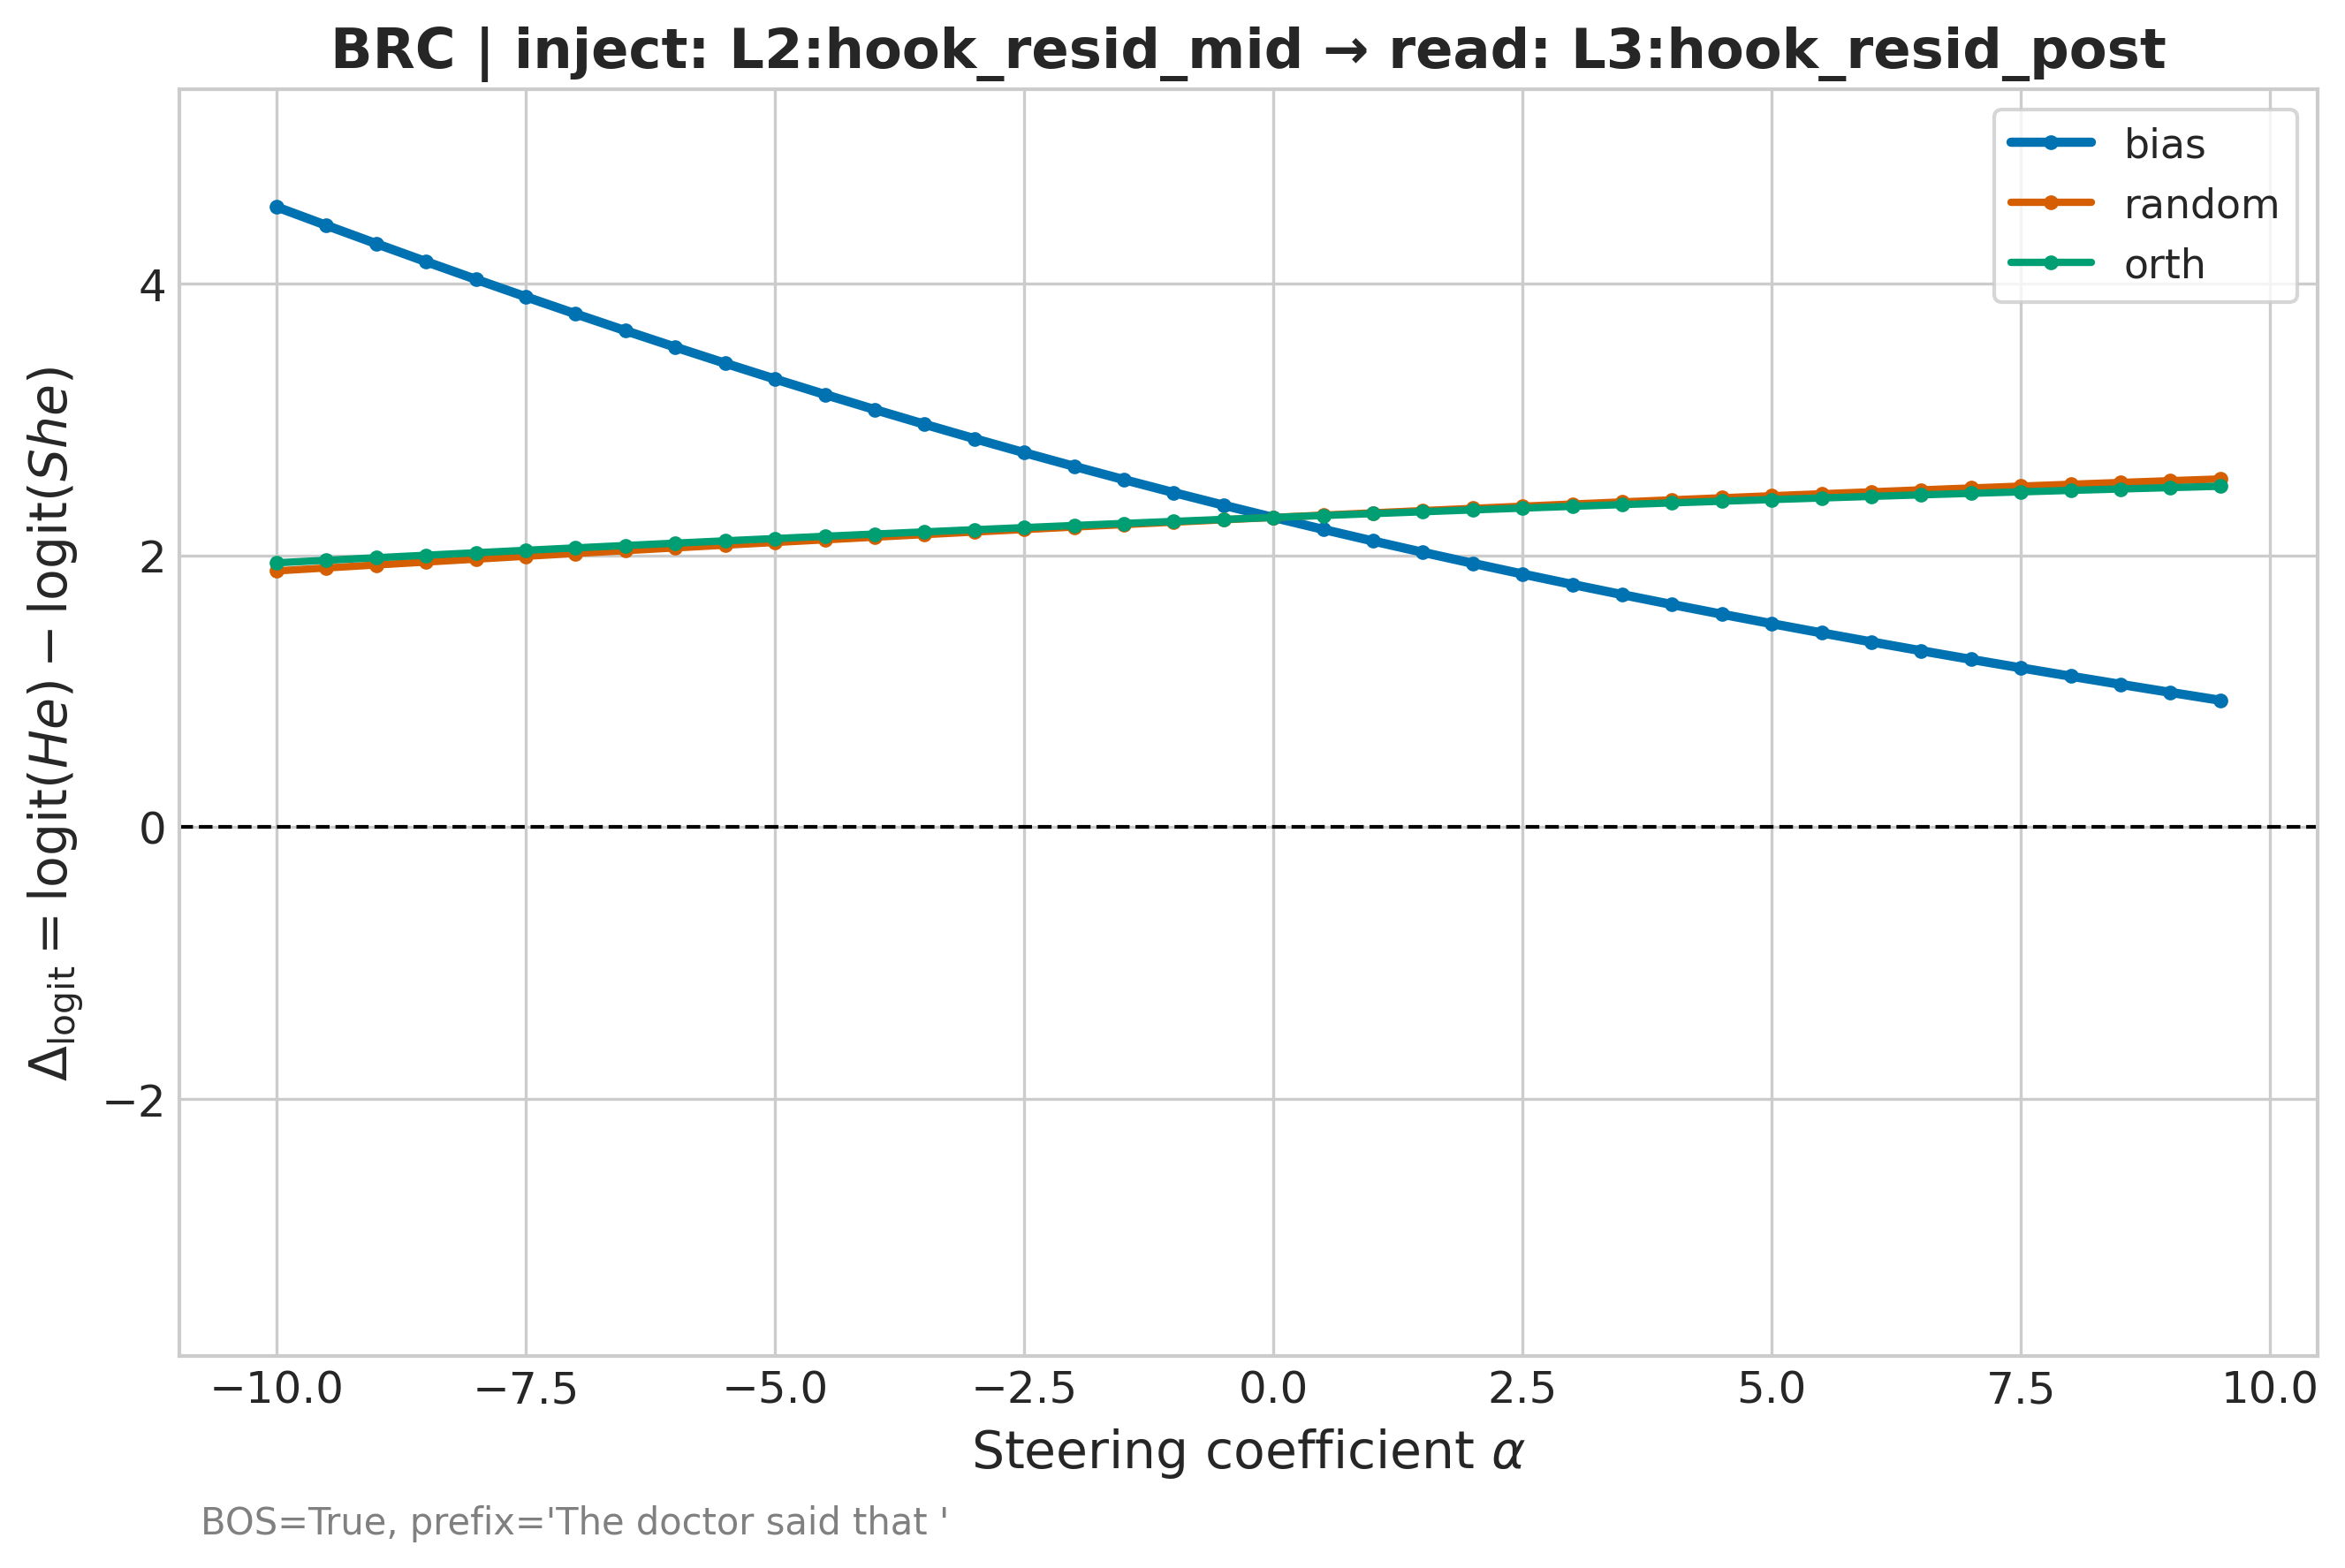 BRC | inject: L2:hook_resid_mid → read: L3:hook_resid_post
bias
random
orth
Δlogit = logit(He) − logit(She)
4
2
0
−2
−10.0
−7.5
−5.0
−2.5
0.0
2.5
5.0
7.5
10.0
Steering coefficient α
BOS=True, prefix='The doctor said that '